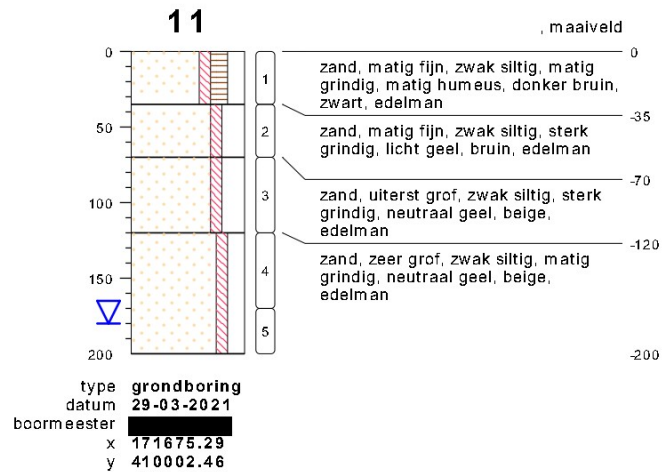 11
, maaiveld
0
50
100
150
200
1
2
3
4
5
0
zand, matig fijn, zwak siltig, matig
grindig, matig humeus, donker bruin,
zwart, edelman
-35
zand, matig fijn, zwak siltig, sterk
grindig, licht geel, bruin, edelman
-70
zand, uiterst grof, zwak siltig, sterk
grindig, neutraal geel, beige,
edelman
-120
zand, zeer grof, zwak siltig, matig
grindig, neutraal geel, beige,
edelman
-200
type grondboring
datum 29-03-2021
boormeester
x 171675.29
y 410002.46